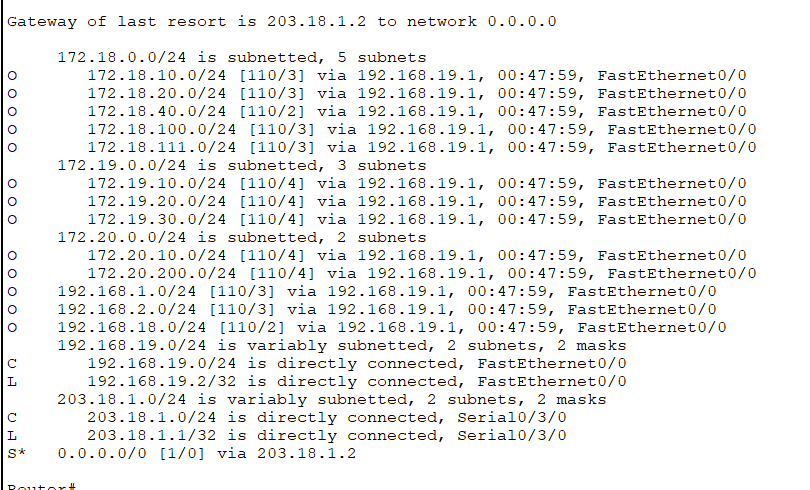 Gateway of last resort is 203.18.1.2 to network 0.0.0.0
172.18.0.0/24 is subnetted, 5 subnets
O 172.18.10.0/24 [110/3] via 192.168.19.1, 00:47:59, FastEthernet0/0
O 172.18.20.0/24 [110/3] via 192.168.19.1, 00:47:59, FastEthernet0/0
O 172.18.40.0/24 [110/2] via 192.168.19.1, 00:47:59, FastEthernet0/0
O 172.18.100.0/24 [110/3] via 192.168.19.1, 00:47:59, FastEthernet0/0
O 172.18.111.0/24 [110/3] via 192.168.19.1, 00:47:59, FastEthernet0/0
172.19.0.0/24 is subnetted, 3 subnets
O 172.19.10.0/24 [110/4] via 192.168.19.1, 00:47:59, FastEthernet0/0
O 172.19.20.0/24 [110/4] via 192.168.19.1, 00:47:59, FastEthernet0/0
O 172.19.30.0/24 [110/4] via 192.168.19.1, 00:47:59, FastEthernet0/0
172.20.0.0/24 is subnetted, 2 subnets
O 172.20.10.0/24 [110/4] via 192.168.19.1, 00:47:59, FastEthernet0/0
O 172.20.200.0/24 [110/4] via 192.168.19.1, 00:47:59, FastEthernet0/0
O 192.168.1.0/24 [110/3] via 192.168.19.1, 00:47:59, FastEthernet0/0
O 192.168.2.0/24 [110/3] via 192.168.19.1, 00:47:59, FastEthernet0/0
O 192.168.18.0/24 [110/2] via 192.168.19.1, 00:47:59, FastEthernet0/0
192.168.19.0/24 is variably subnetted, 2 subnets, 2 masks
C 192.168.19.0/24 is directly connected, FastEthernet0/0
L 192.168.19.2/32 is directly connected, FastEthernet0/0
203.18.1.0/24 is variably subnetted, 2 subnets, 2 masks
C 203.18.1.0/24 is directly connected, Serial0/3/0
L 203.18.1.1/32 is directly connected, Serial0/3/0
S* 0.0.0.0/0 [1/0] via 203.18.1.2
Router#